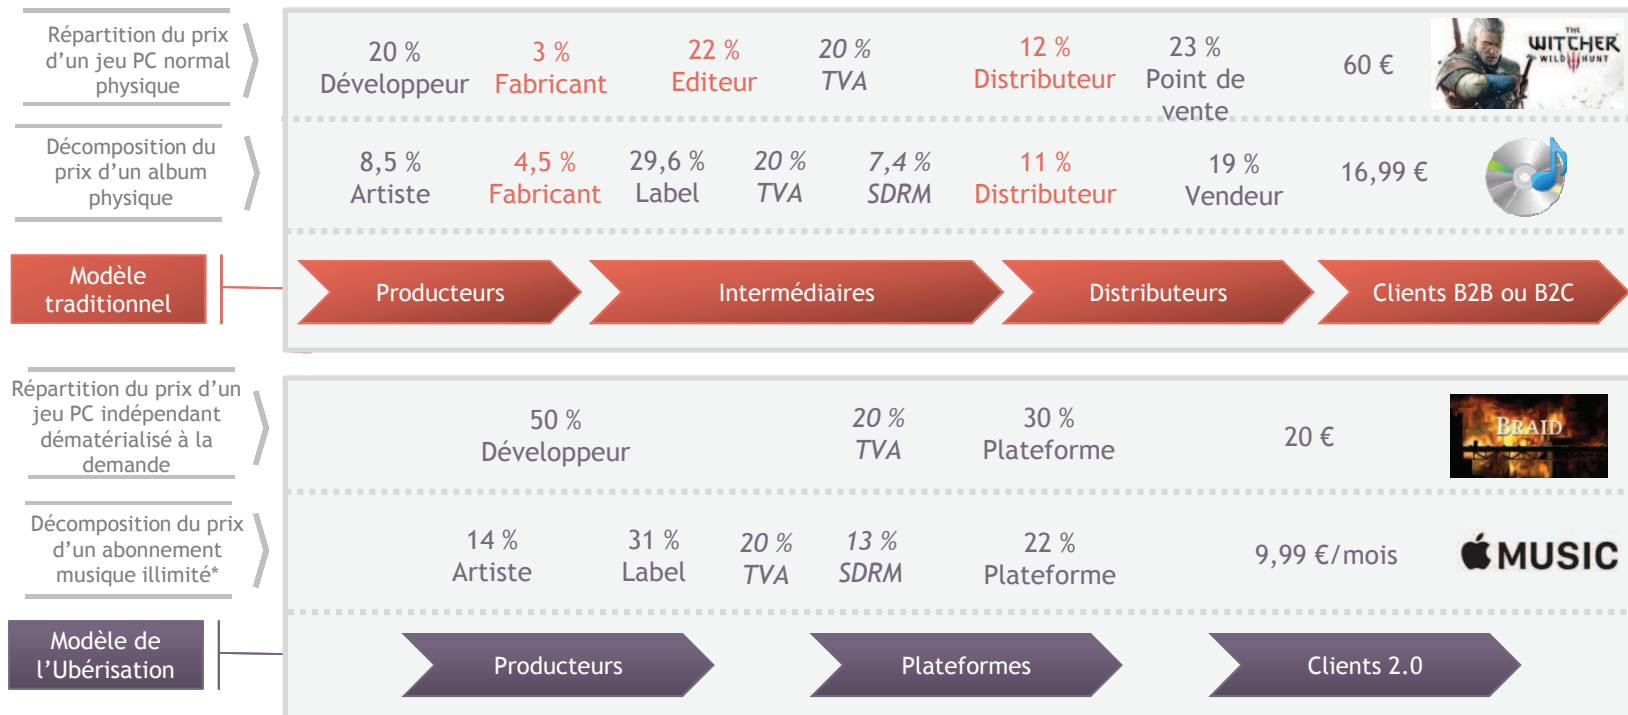 Répartition du prix
d'un jeu PC normal
physique
20 %
Développeur
3 %
Fabricant
22 %
Editeur
20 %
TVA
12 %
Distributeur
23 %
Point de
vente
60 €
THE
WITCHER
WILD HUNT
Décomposition du
prix d'un album
physique
8,5 %
Artiste
4,5 %
Fabricant
29,6 %
Label
20 %
TVA
7,4 %
SDRM
11 %
Distributeur
19 %
Vendeur
16,99 €
Modèle
traditionnel
Producteurs
Intermédiaires
Distributeurs
Clients B2B ou B2C
Répartition du prix d'un
jeu PC indépendant
dématérialisé à la
demande
50 %
Développeur
20 %
TVA
30 %
Plateforme
20 €
BRAID
Décomposition du prix
d'un abonnement
musique illimité*
14 %
Artiste
31 %
Label
20 %
TVA
13 %
SDRM
22 %
Plateforme
9,99 €/mois
MUSIC
Modèle de
l'Ubérisation
Producteurs
Plateformes
Clients 2.0